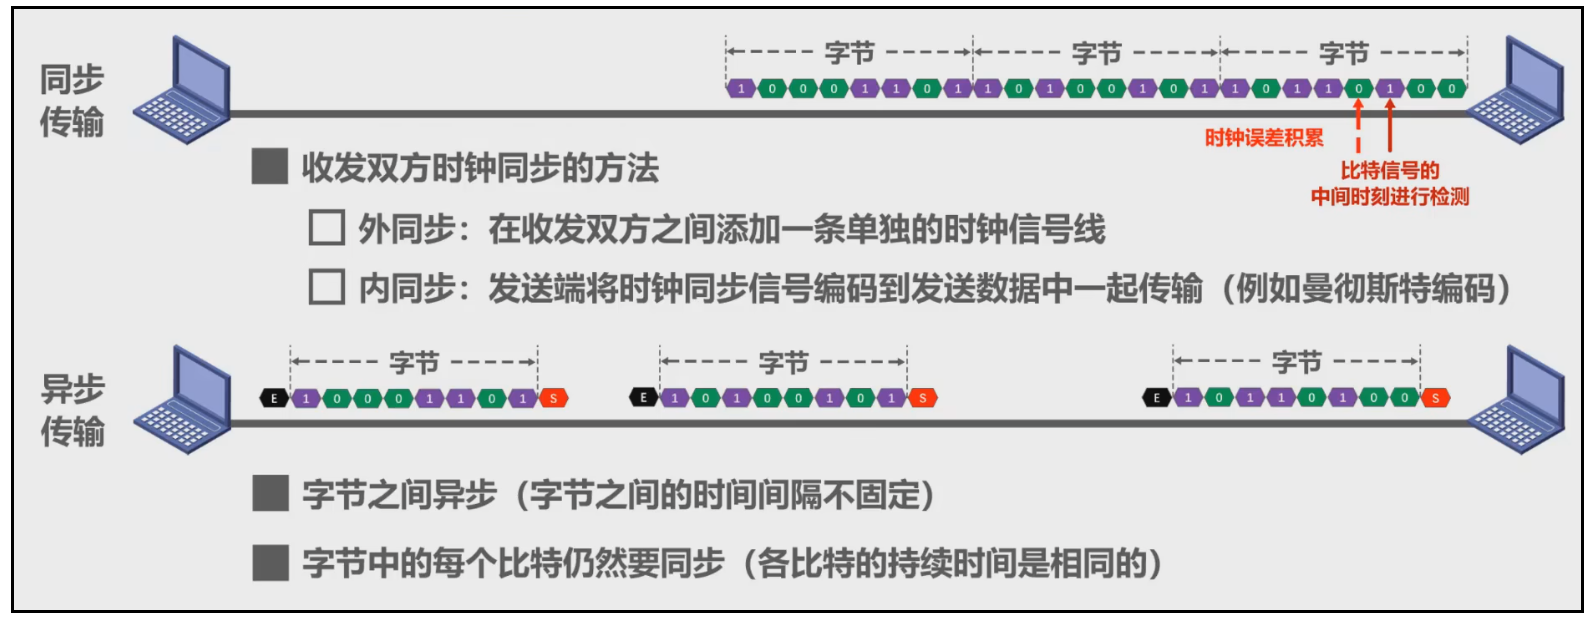 同步
传输
字节 字节 字节
1 0 0 0 1 1 0 1 1 0 1 0 0 1 0 1 1 0 1 1 0 1 0 0
时钟误差积累
比特信号的
中间时刻进行检测
收发双方时钟同步的方法
外同步：在收发双方之间添加一条单独的时钟信号线
内同步：发送端将时钟同步信号编码到发送数据中一起传输（例如曼彻斯特编码）
异步
传输
字节 字节 字节
E 1 0 0 0 1 1 0 1 S E 1 0 1 0 0 1 0 1 S E 1 0 1 1 0 1 0 0 S
字节之间异步（字节之间的时间间隔不固定）
字节中的每个比特仍然要同步（各比特的持续时间是相同的）